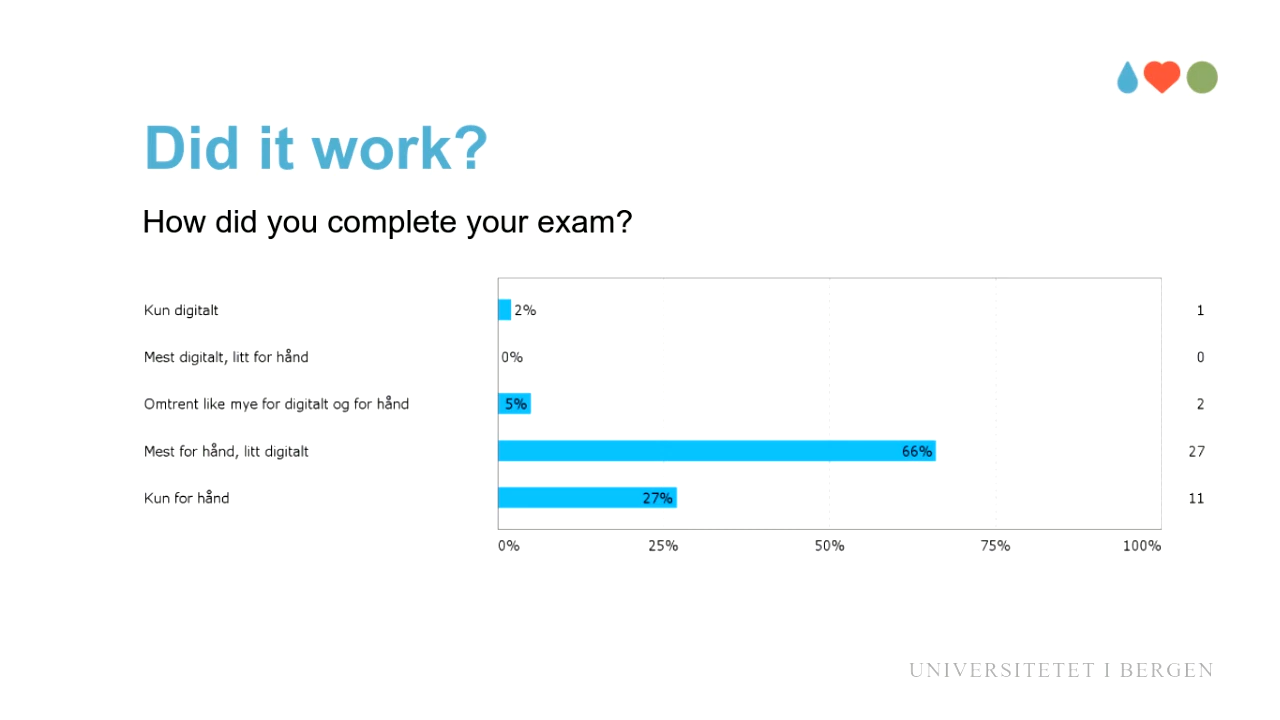 Did it work?
How did you complete your exam?
Kun digitalt 2% 1
Mest digitalt, litt for hånd 0% 0
Omtrent like mye for digitalt og for hånd 5% 2
Mest for hånd, litt digitalt 66% 27
Kun for hånd 27% 11
0% 25% 50% 75% 100%
UNIVERSITETET I BERGEN